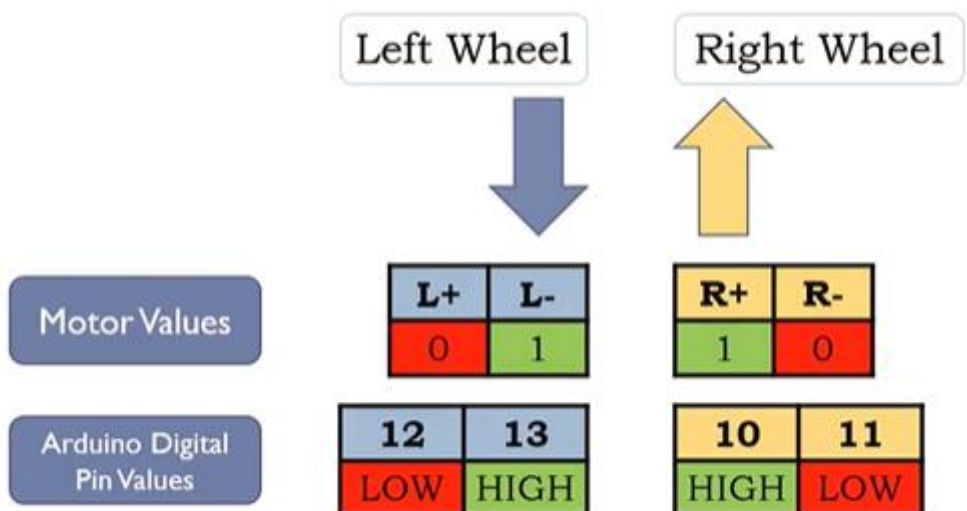 Left Wheel Right Wheel
L+ L- R+ R-
Motor Values 0 1 1 0
Arduino Digital
Pin Values
12 13 10 11
LOW HIGH HIGH LOW